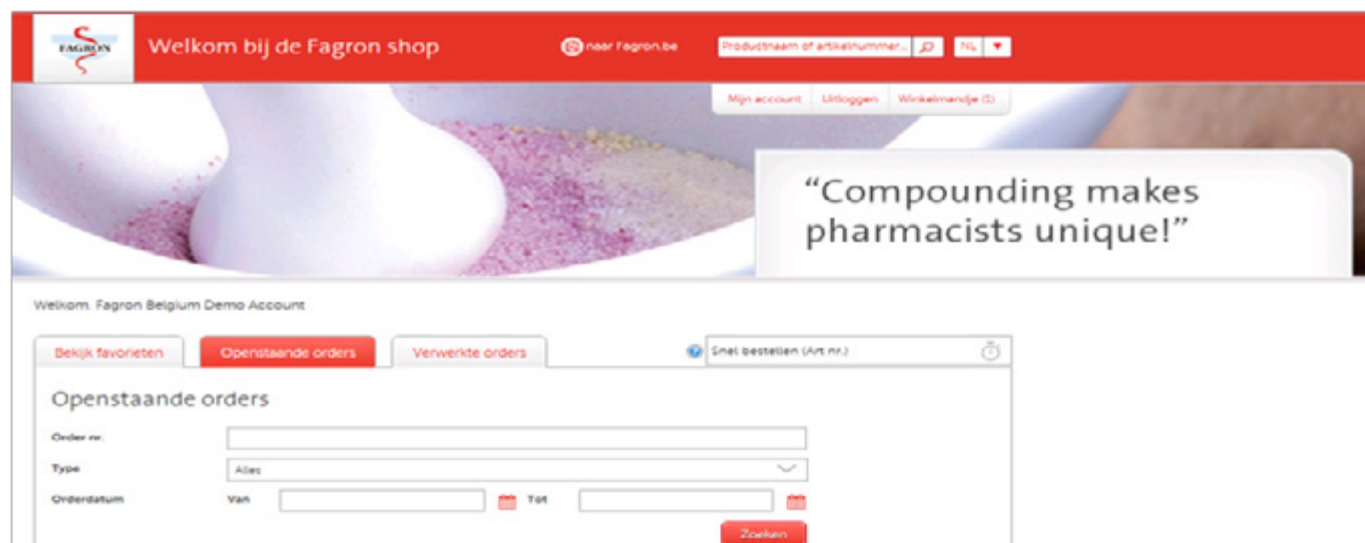 FAGRON
Welkom bij de Fagron shop
naar Fagron.be
Productnaam of artikelnummer...
NL
Mijn account
Uitloggen
Winkelmandje (1)
“Compounding makes
pharmacists unique!”
Welkom, Fagron Belgium Demo Account
Bekijk favorieten
Openstaande orders
Verwerkte orders
Snel bestellen (Art nr.)
Openstaande orders
Order nr.
Type
Alles
Orderdatum
Van
Tot
Zoeken